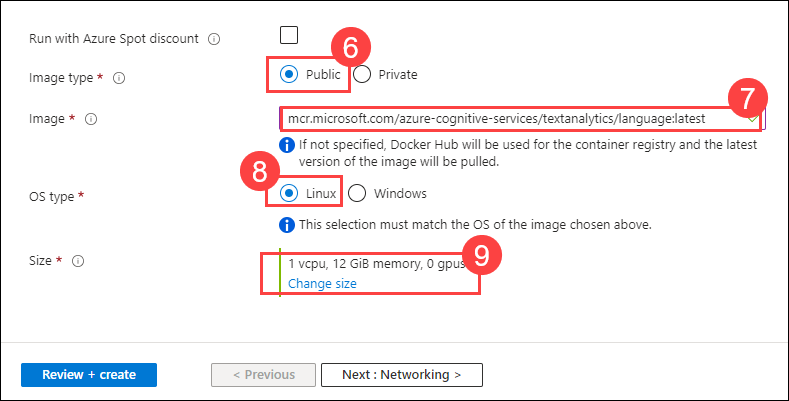 Run with Azure Spot discount
6
Image type *
Public
Private
7
Image *
mcr.microsoft.com/azure-cognitive-services/textanalytics/language:latest
If not specified, Docker Hub will be used for the container registry and the latest
version of the image will be pulled.
8
OS type *
Linux
Windows
This selection must match the OS of the image chosen above.
9
Size *
1 vcpu, 12 GiB memory, 0 gpus
Change size
Review + create
< Previous
Next : Networking >